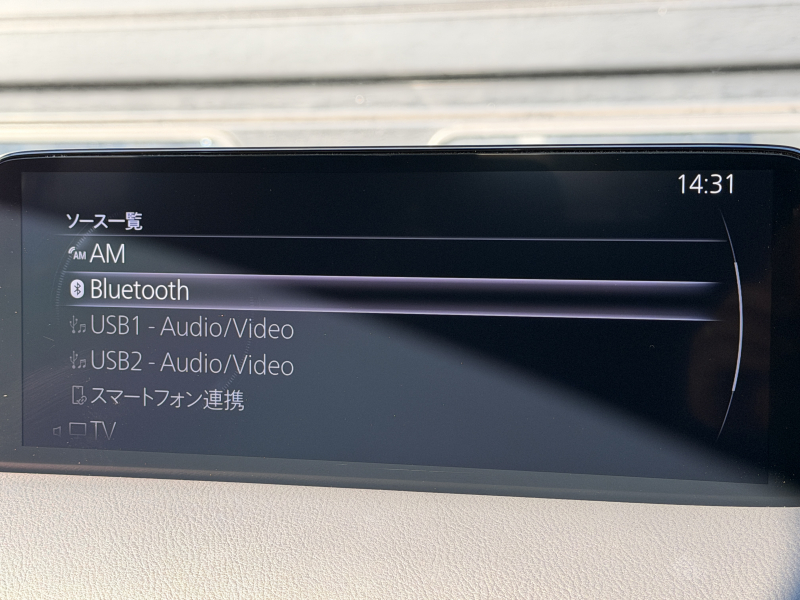 14:31
ソース一覧
AM AM
Bluetooth
USB1 - Audio/Video
USB2 - Audio/Video
スマートフォン連携
TV